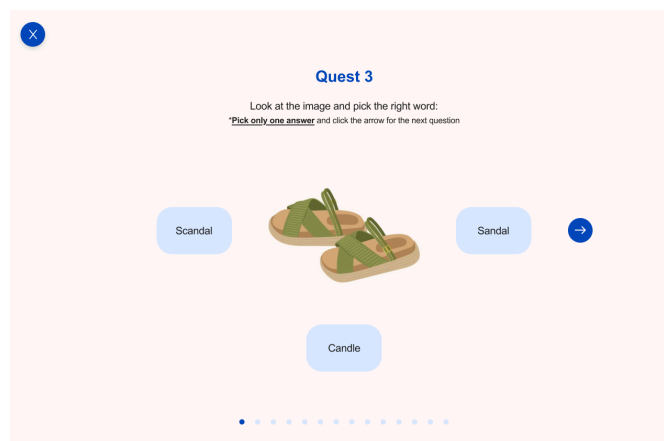 Quest 3
Look at the image and pick the right word:
*Pick only one answer and click the arrow for the next question
Scandal
Sandal
Candle